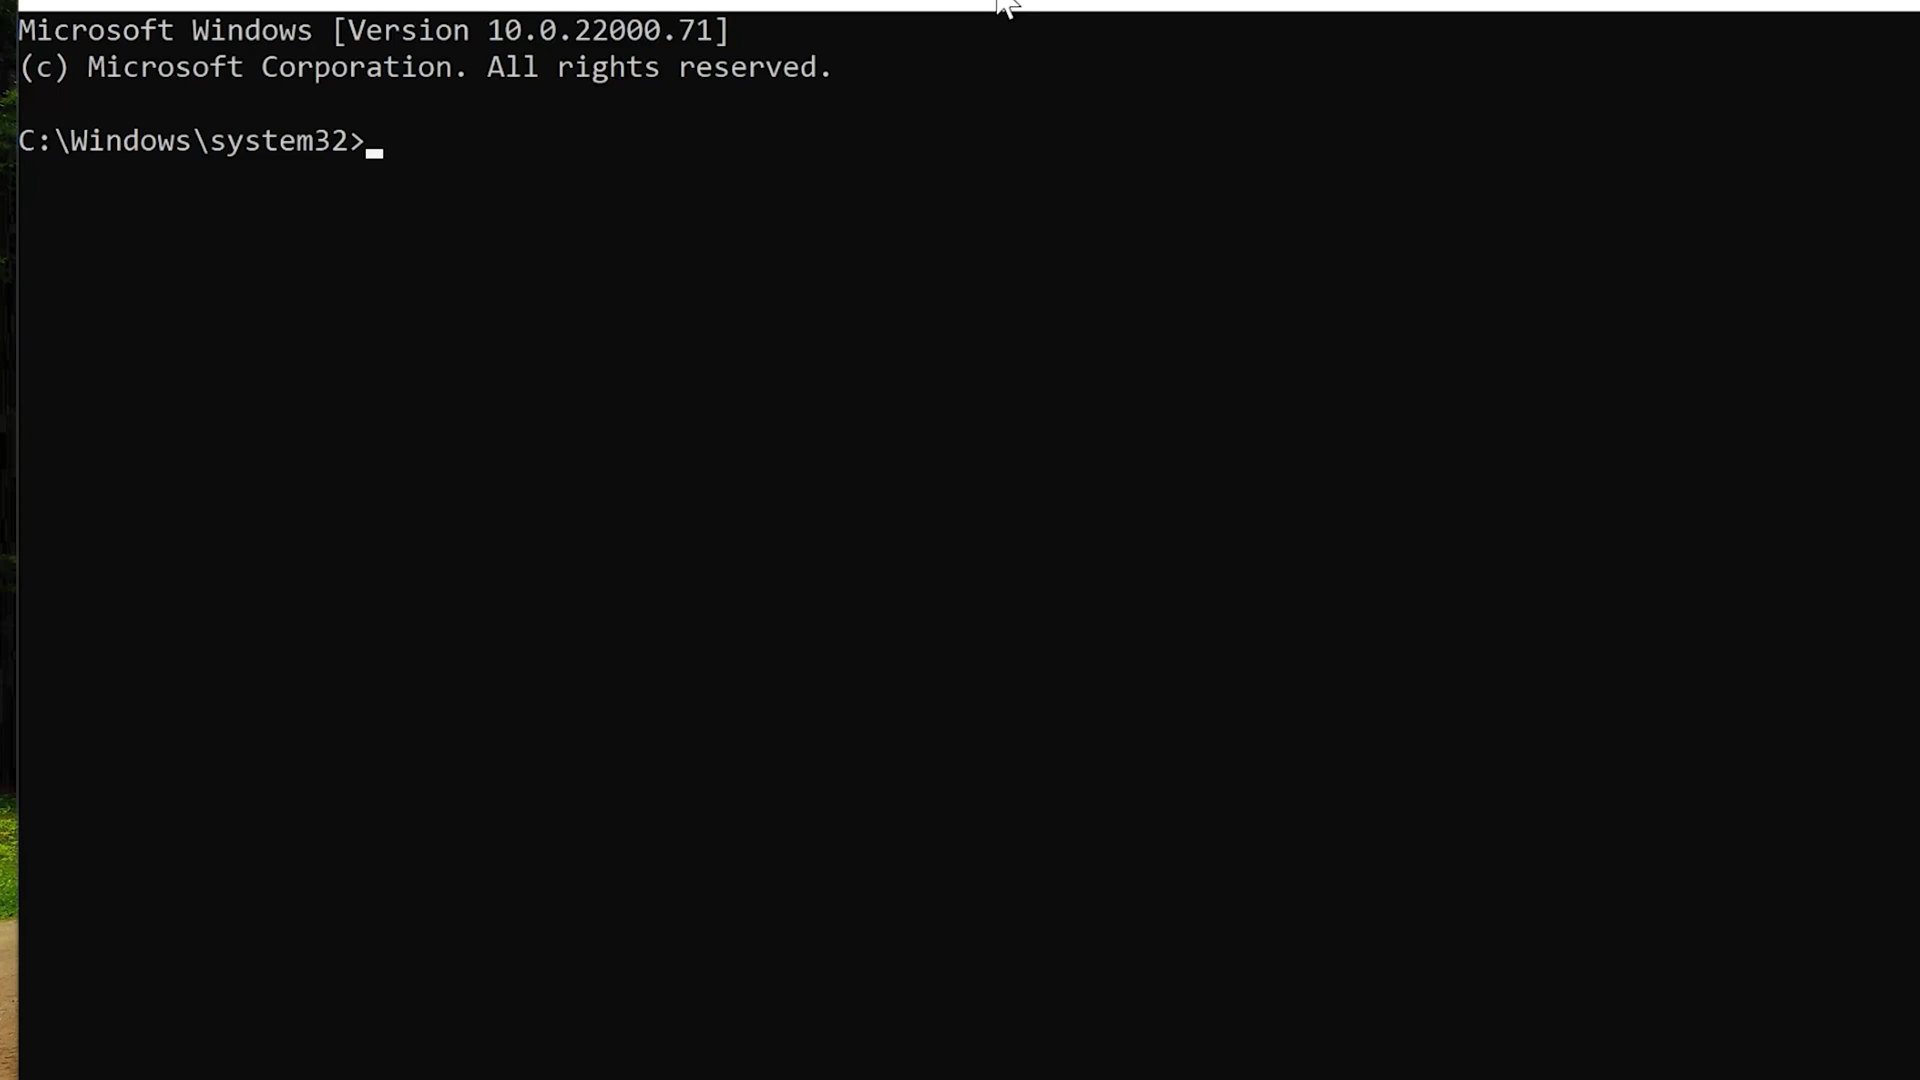 Microsoft Windows [Version 10.0.22000.71]
(c) Microsoft Corporation. All rights reserved.
C:\Windows\system32>